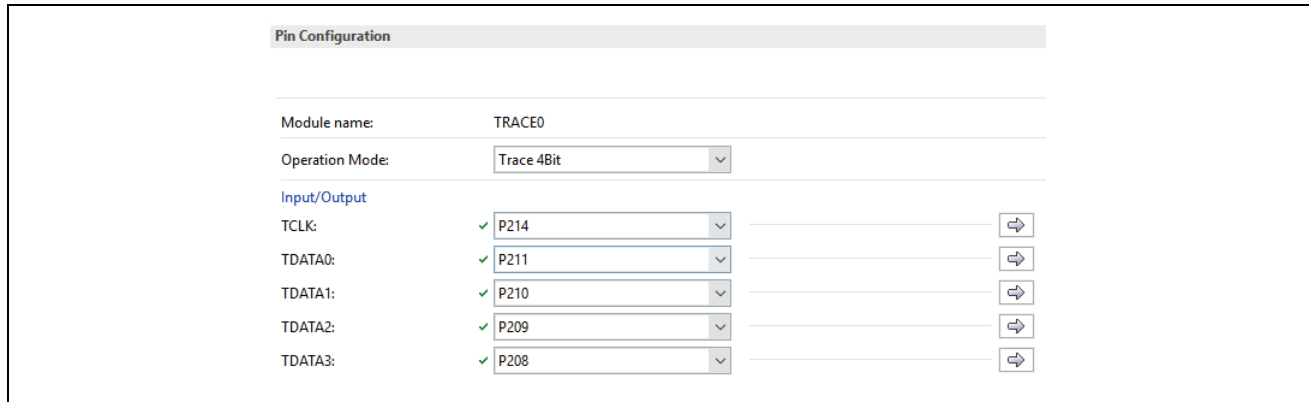 Pin Configuration
Module name: TRACE0
Operation Mode: Trace 4Bit
Input/Output
TCLK: P214
TDATA0: P211
TDATA1: P210
TDATA2: P209
TDATA3: P208